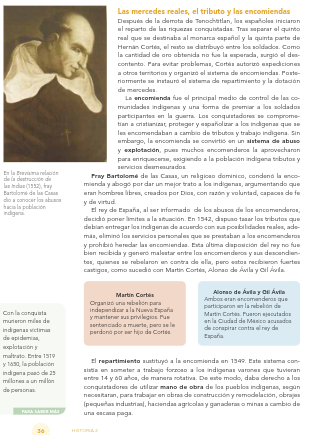 Las mercedes reales, el tributo y las encomiendas
Después de la derrota de Tenochtitlan, los españoles iniciaron
el reparto de las riquezas conquistadas. Tras separar el quinto
real que se destinaba al monarca español y la quinta parte de
Hernán Cortés, el resto se distribuyó entre los soldados. Como
la cantidad de oro obtenida no fue la esperada, surgió el des-
contento. Para evitar problemas, Cortés autorizó expediciones
a otros territorios y organizó el sistema de encomiendas. Poste-
riormente se instauró el sistema de repartimiento y la dotación
de mercedes.
La encomienda fue el principal medio de control de las co-
munidades indígenas y una forma de premiar a los soldados
participantes en la guerra. Los conquistadores se comprome-
tían a cristianizar, proteger y españolizar a los indígenas que se
les encomendaban a cambio de tributos y trabajo indígena. Sin
embargo, la encomienda se convirtió en un sistema de abuso
y explotación, pues muchos encomenderos la aprovecharon
para enriquecerse, exigiendo a la población indígena tributos y
servicios desmesurados.
Fray Bartolomé de las Casas, un religioso dominico, condenó la enco-
mienda y abogó por dar un mejor trato a los indígenas, argumentando que
eran hombres libres, creados por Dios, con razón y voluntad, capaces de fe
y de virtud.
El rey de España, al ser informado de los abusos de los encomenderos,
decidió poner límites a la situación. En 1542, dispuso tasar los tributos que
debían entregar los indígenas de acuerdo con sus posibilidades reales, ade-
más, eliminó los servicios personales que se prestaban a los encomenderos
y prohibió heredar las encomiendas. Esta última disposición del rey no fue
bien recibida y generó malestar entre los encomenderos y sus descendien-
tes, quienes se rebelaron en contra de ella, pero estos recibieron fuertes
castigos, como sucedió con Martín Cortés, Alonso de Ávila y Gil Ávila.
En la Brevísima relación
de la destrucción de
las Indias (1552), fray
Bartolomé de las Casas
dio a conocer los abusos
hacia la población
indígena.
Martín Cortés
Organizó una rebelión para
independizar a la Nueva España
y mantener sus privilegios. Fue
sentenciado a muerte, pero se le
perdonó por ser hijo de Cortés.
Alonso de Ávila y Gil Ávila
Ambos eran encomenderos que
participaron en la rebelión de
Martín Cortés. Fueron ejecutados
en la Ciudad de México acusados
de conspirar contra el rey de
España.
Con la conquista
murieron miles de
indígenas víctimas
de epidemias,
explotación y
maltrato. Entre 1519
y 1650, la población
indígena pasó de 25
millones a un millón
de personas.
PARA SABER MÁS
El repartimiento sustituyó a la encomienda en 1549. Este sistema con-
sistía en someter a trabajo forzoso a los indígenas varones que tuvieran
entre 14 y 60 años, de manera rotativa. De este modo, daba derecho a los
conquistadores de utilizar mano de obra de los pueblos indígenas, según
necesitaran, para trabajar en obras de construcción y remodelación, obrajes
(pequeñas industrias), haciendas agrícolas y ganaderas o minas a cambio de
una escasa paga.
56
HISTORIA 2